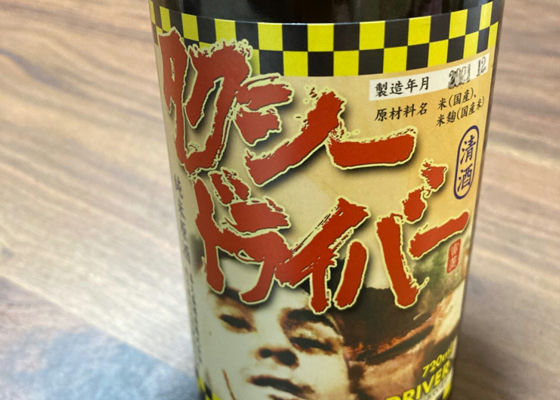 タクシー
ドライバー
製造年月 2021.12
原材料名 米(国産)、
米麹(国産米)
清酒
720ml
DRIVER